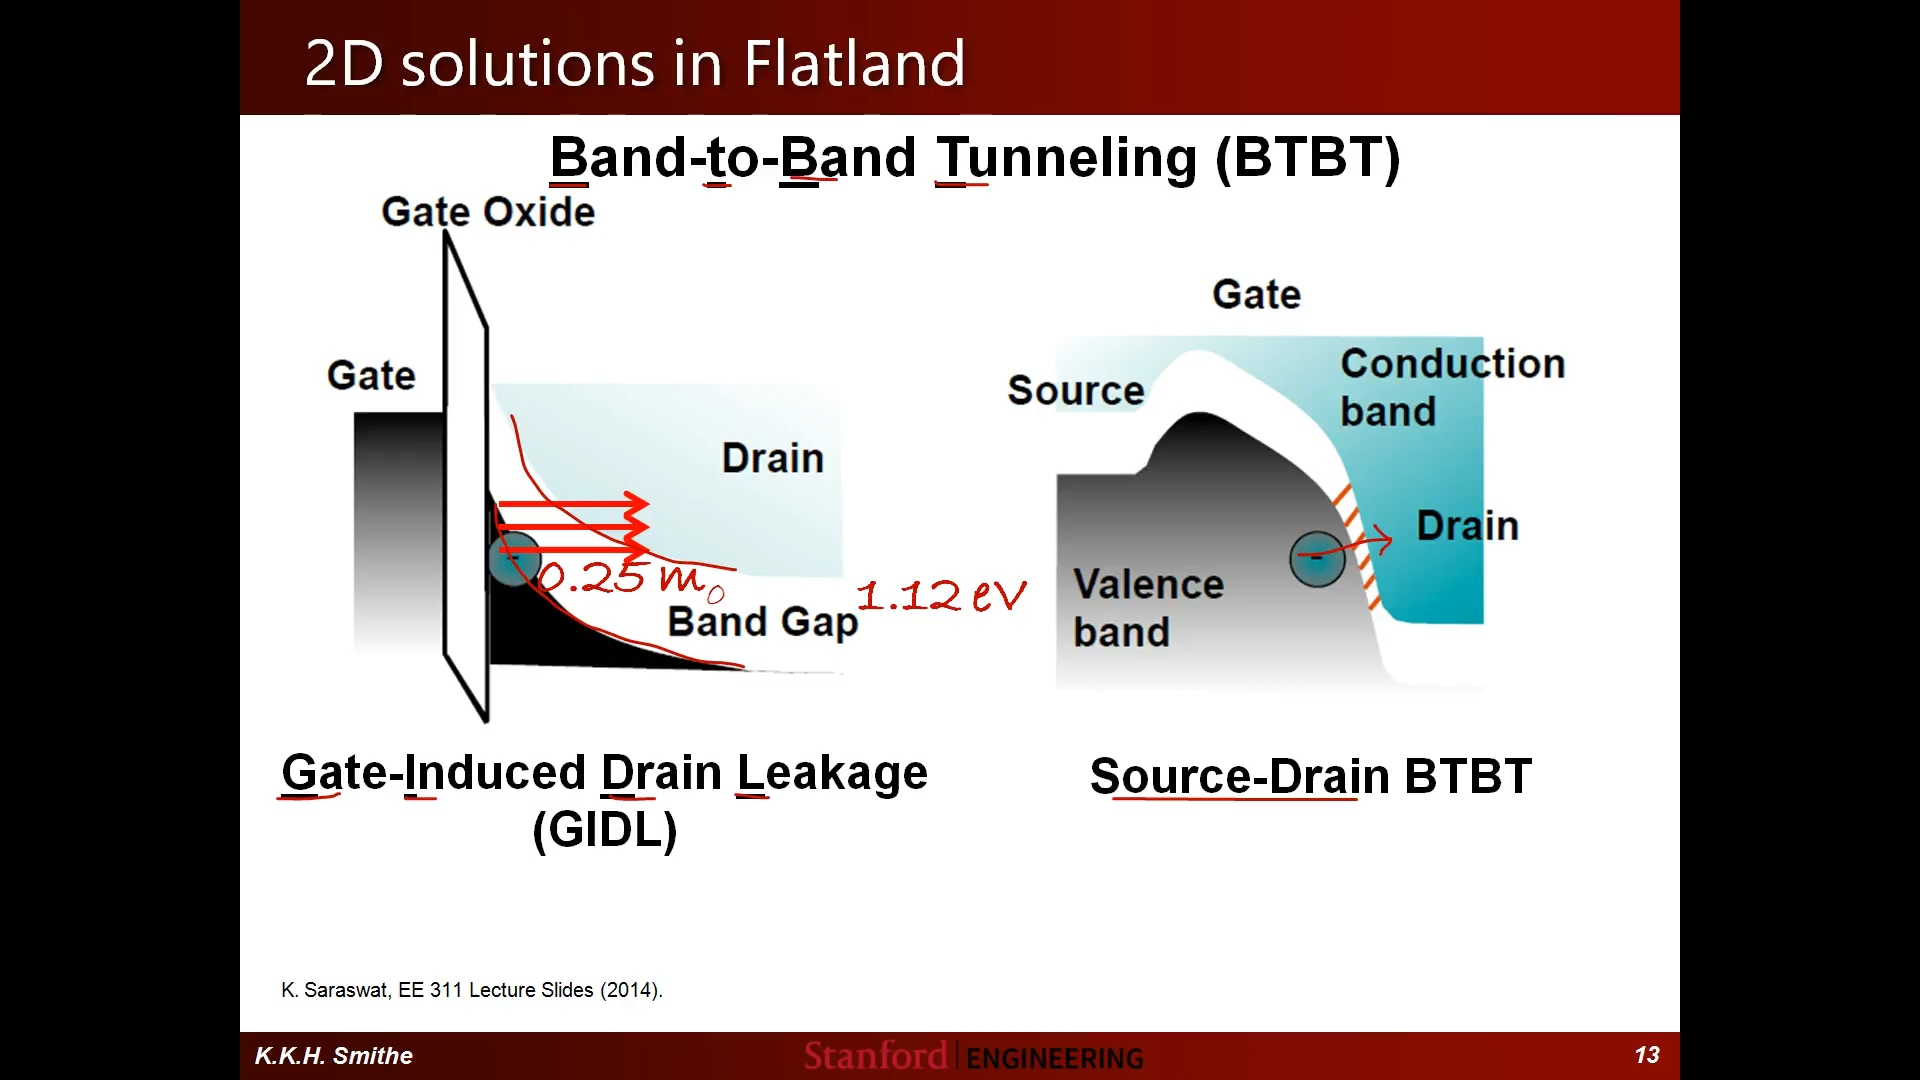 2D solutions in Flatland
Band-to-Band Tunneling (BTBT)
Gate Oxide
Gate
Drain
0.25 m₀
Band Gap
1.12 eV
-
Gate-Induced Drain Leakage
(GIDL)
Gate
Source
Conduction
band
Drain
-
Valence
band
Source-Drain BTBT
K. Saraswat, EE 311 Lecture Slides (2014).
K.K.H. Smithe
Stanford | ENGINEERING
13